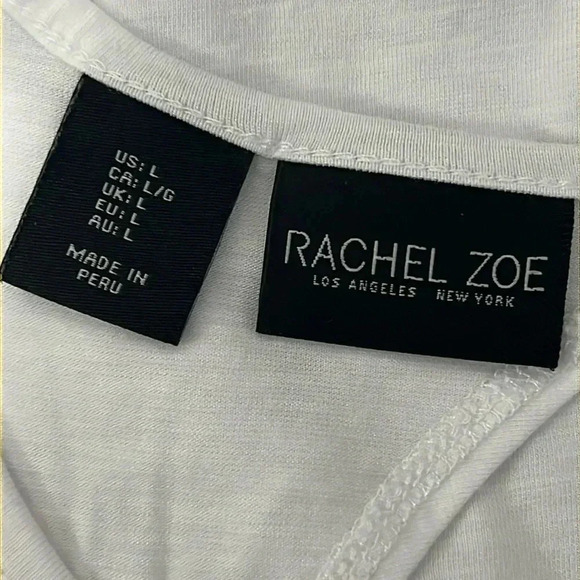 US: L
CA: L/G
UK: L
EU: L
AU: L
MADE IN
PERU
RACHEL ZOE
LOS ANGELES NEW YORK